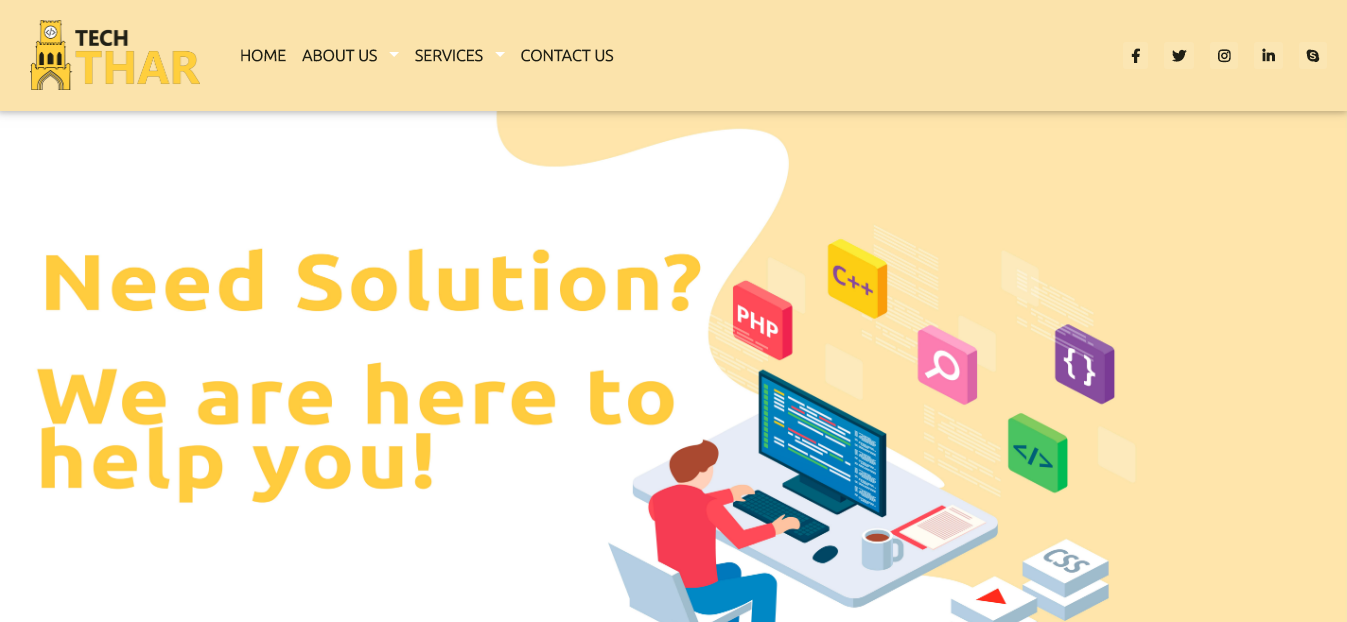 </>
TECH
THAR
HOME
ABOUT US
SERVICES
CONTACT US
Need Solution?
We are here to
help you!
C++
PHP
{}
</>
CSS